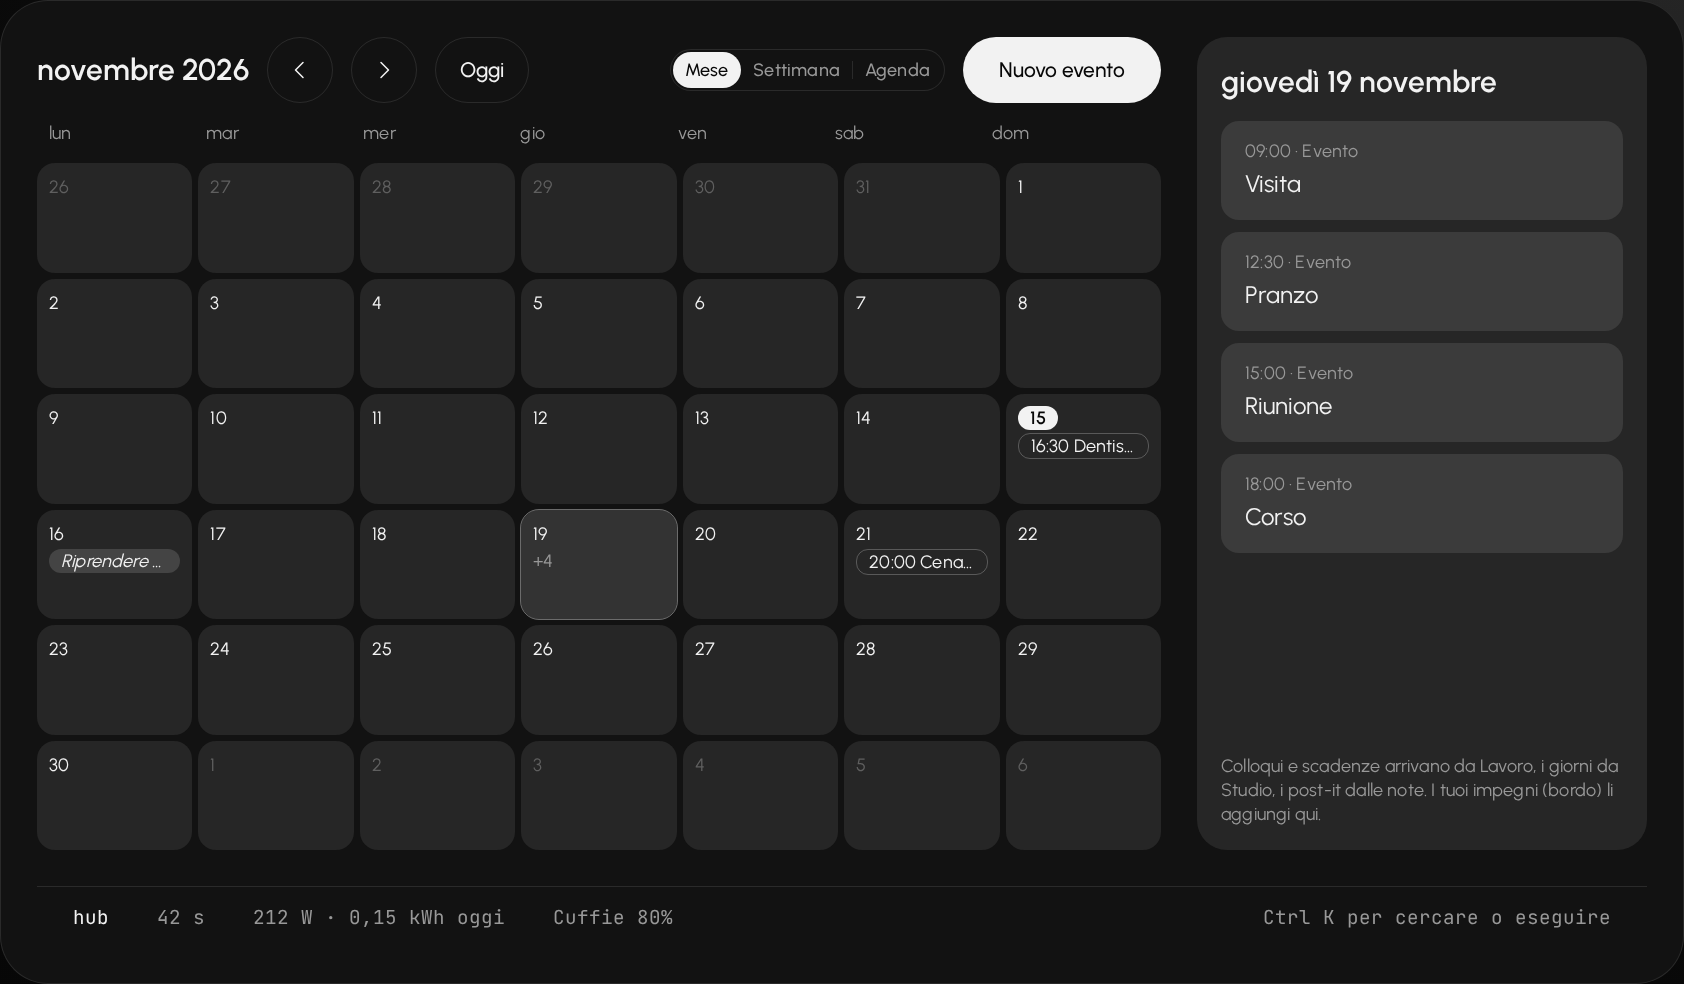 novembre 2026
Oggi
Mese Settimana Agenda
Nuovo evento
lun mar mer gio ven sab dom
26 27 28 29 30 31 1
2 3 4 5 6 7 8
9 10 11 12 13 14 15
16:30 Dentis...
16 17 18 19 20 21 22
Riprendere ... +4 20:00 Cena...
23 24 25 26 27 28 29
30 1 2 3 4 5 6
giovedì 19 novembre
09:00 · Evento
Visita
12:30 · Evento
Pranzo
15:00 · Evento
Riunione
18:00 · Evento
Corso
Colloqui e scadenze arrivano da Lavoro, i giorni da
Studio, i post-it dalle note. I tuoi impegni (bordo) li
aggiungi qui.
hub 42 s 212 W · 0,15 kWh oggi Cuffie 80% Ctrl K per cercare o eseguire